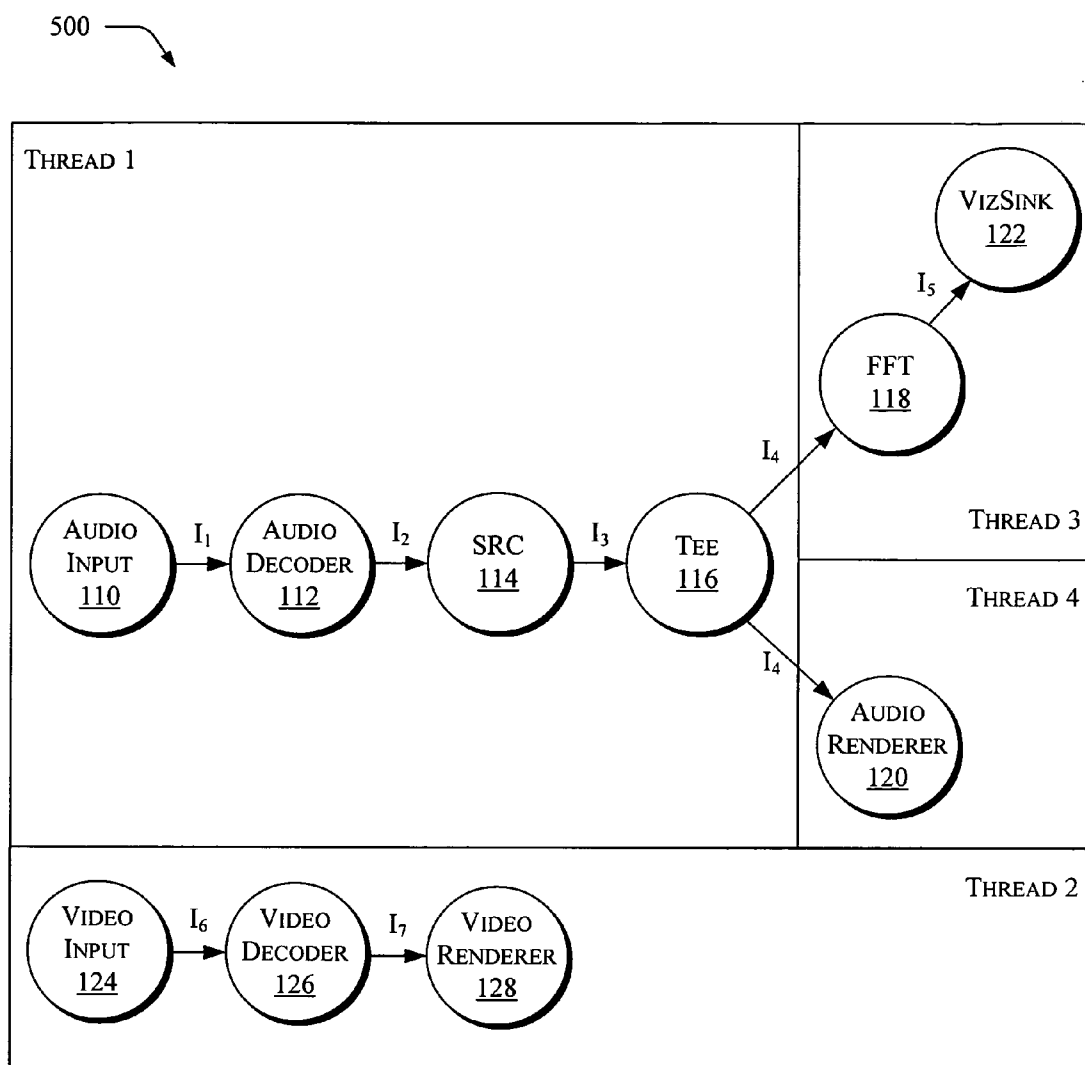 500
THREAD 1
VIZSINK
122
I5
FFT
118
I4
THREAD 3
AUDIO
INPUT
110
I1
AUDIO
DECODER
112
I2
SRC
114
I3
TEE
116
THREAD 4
I4
AUDIO
RENDERER
120
THREAD 2
VIDEO
INPUT
124
I6
VIDEO
DECODER
126
I7
VIDEO
RENDERER
128